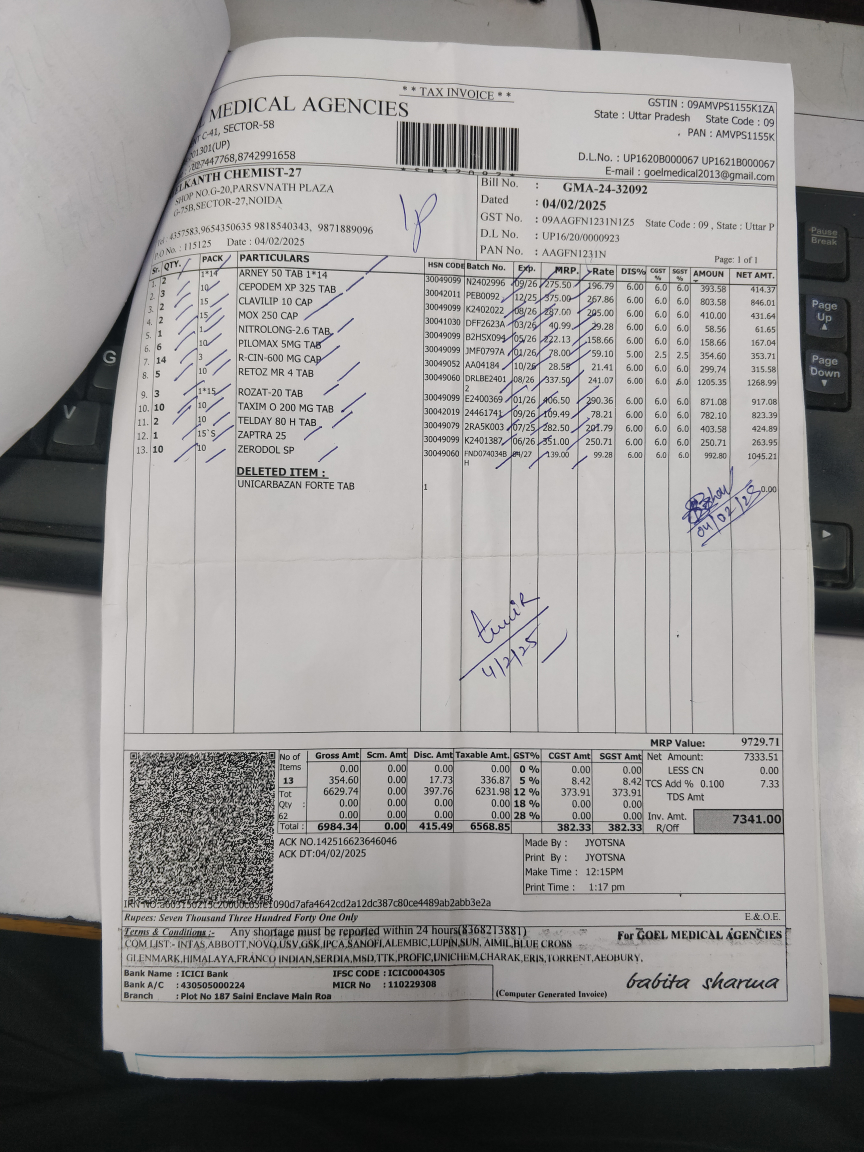 * * TAX INVOICE * *
MEDICAL AGENCIES
C-41, SECTOR-58
201301(UP)
8742991658
GSTIN : 09AMVPS1155K1ZA
State : Uttar Pradesh State Code : 09
PAN : AMVPS1155K
D.L.No. : UP1620B000067 UP1621B000067
E-mail : goelmedical2013@gmail.com
LKANTH CHEMIST-27
SHOP NO.G-20,PARSVNATH PLAZA
G-75B,SECTOR-27,NOIDA
4357583,9654350635 9818540343, 9871889096
P O No : 115125 Date : 04/02/2025
Bill No. : GMA-24-32092
Dated : 04/02/2025
GST No. : 09AAGFN1231N1Z5 State Code : 09 , State : Uttar P
D.L No. : UP16/20/0000923
PAN No. : AAGFN1231N
Page: 1 of 1
Sr. QTY. PACK PARTICULARS HSN CODE Batch No. Exp. MRP. Rate DIS% CGST % SGST % AMOUN NET AMT.
1. 2 1*14 ARNEY 50 TAB 1*14 30049099 N2402996 09/26 275.50 196.79 6.00 6.0 6.0 393.58 414.37
2. 3 10 CEPODEM XP 325 TAB 30042011 PEB0092 12/25 375.00 267.86 6.00 6.0 6.0 803.58 846.01
3. 2 15 CLAVILIP 10 CAP 30049099 K2402022 08/26 287.00 205.00 6.00 6.0 6.0 410.00 431.64
4. 2 15 MOX 250 CAP 30041030 DFF2623A 03/26 40.99 29.28 6.00 6.0 6.0 58.56 61.65
5. 1 1 NITROLONG-2.6 TAB 30049099 B2HSX094 05/26 222.13 158.66 6.00 6.0 6.0 158.66 167.04
6. 6 10 PILOMAX 5MG TAB 30049099 JMF0797A 01/26 78.00 59.10 5.00 2.5 2.5 354.60 353.71
7. 14 3 R-CIN-600 MG CAP 30049052 AA04184 10/26 28.55 21.41 6.00 6.0 6.0 299.74 315.58
8. 5 10 RETOZ MR 4 TAB 30049060 DRLBE2401 2 08/26 337.50 241.07 6.00 6.0 6.0 1205.35 1268.99
9. 3 1*15 ROZAT-20 TAB 30049099 E2400369 01/26 406.50 290.36 6.00 6.0 6.0 871.08 917.08
10. 10 10 TAXIM O 200 MG TAB 30042019 24461741 09/26 109.49 78.21 6.00 6.0 6.0 782.10 823.39
11. 2 10 TELDAY 80 H TAB 30049079 2RA5K003 07/25 282.50 201.79 6.00 6.0 6.0 403.58 424.89
12. 1 15`S ZAPTRA 25 30049099 K2401387 06/26 351.00 250.71 6.00 6.0 6.0 250.71 263.95
13. 10 10 ZERODOL SP 30049060 FND074034B H 04/27 139.00 99.28 6.00 6.0 6.0 992.80 1045.21
DELETED ITEM :
UNICARBAZAN FORTE TAB 1 0.00
04/02/25
Amir
4/2/25
MRP Value: 9729.71
No of Items Gross Amt Scm. Amt Disc. Amt Taxable Amt. GST% CGST Amt SGST Amt
0.00 0.00 0.00 0.00 0 % 0.00 0.00
13 354.60 0.00 17.73 336.87 5 % 8.42 8.42
Tot 6629.74 0.00 397.76 6231.98 12 % 373.91 373.91
Qty : 0.00 0.00 0.00 0.00 18 % 0.00 0.00
62 0.00 0.00 0.00 0.00 28 % 0.00 0.00
Total : 6984.34 0.00 415.49 6568.85 382.33 382.33
Net Amount: 7333.51
LESS CN 0.00
TCS Add % 0.100 7.33
TDS Amt
Inv. Amt. 7341.00
R/Off
ACK NO.142516623646046
ACK DT:04/02/2025
Made By : JYOTSNA
Print By : JYOTSNA
Make Time : 12:15PM
Print Time : 1:17 pm
Rupees: Seven Thousand Three Hundred Forty One Only E.&O.E.
Terms & Conditions :- Any shortage must be reported within 24 hours(8368213881)
For GOEL MEDICAL AGENCIES
COM LIST:- INTAS,ABBOTT,NOVO,USV,GSK,IPCA,SANOFI,ALEMBIC,LUPIN,SUN, AIMIL,BLUE CROSS
GLENMARK,HIMALAYA,FRANCO INDIAN,SERDIA,MSD,TTK,PROFIC,UNICHEM,CHARAK,ERIS,TORRENT,AEOBURY,
Bank Name : ICICI Bank IFSC CODE : ICIC0004305
Bank A/C : 430505000224 MICR No : 110229308
Branch : Plot No 187 Saini Enclave Main Roa
(Computer Generated Invoice)
babita sharma
Pause
Break
Page
Up
Page
Down
G
V